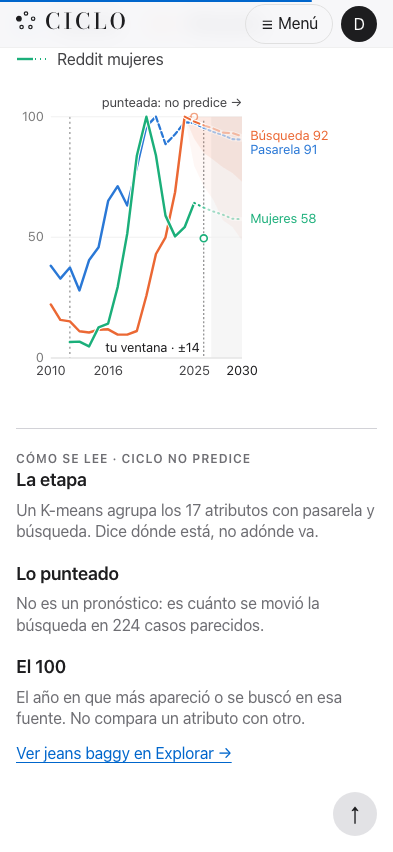 CICLO
☰ Menú
D
Reddit mujeres
punteada: no predice →
100
Búsqueda 92
Pasarela 91
Mujeres 58
50
tu ventana · ±14
0
2010 2016 2025 2030
CÓMO SE LEE · CICLO NO PREDICE
La etapa
Un K-means agrupa los 17 atributos con pasarela y
búsqueda. Dice dónde está, no adónde va.
Lo punteado
No es un pronóstico: es cuánto se movió la
búsqueda en 224 casos parecidos.
El 100
El año en que más apareció o se buscó en esa
fuente. No compara un atributo con otro.
Ver jeans baggy en Explorar →
↑